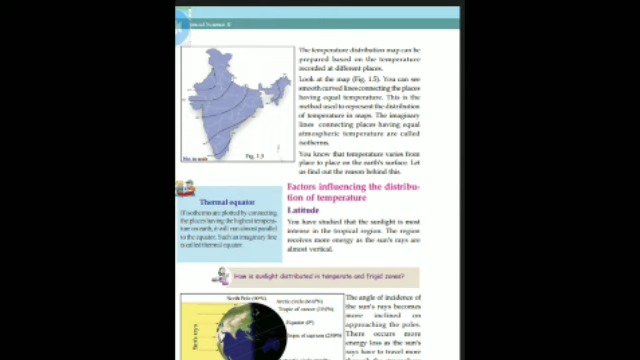 Social Science I
The temperature distribution map can be
prepared based on the temperature
recorded at different places.
Look at the map (Fig. 1.5). You can see
smooth curved lines connecting the places
having equal temperature. This is the
method used to represent the distribution
of temperature in maps. The imaginary
lines connecting places having equal
atmospheric temperature are called
isotherms.
You know that temperature varies from
place to place on the earth's surface. Let
us find out the reason behind this.
Not to scale
Fig. 1.5
Thermal equator
If isotherms are plotted by connecting
the places having the highest tempera-
ture on earth, it will run almost parallel
to the equator. Such an imaginary line
is called thermal equator.
Factors influencing the distribu-
tion of temperature
Latitude
You have studied that the sunlight is most
intense in the tropical region. The region
receives more energy as the sun's rays are
almost vertical.
How is sunlight distributed in temperate and frigid zones?
North Pole (90°N)
Arctic circle
Tropic of cancer
Equator (0°)
Tropic of capricorn
Sun's rays
The angle of incidence of
the sun's rays becomes
more inclined on
approaching the poles.
There occurs more
energy loss as the sun's
rays have to travel more